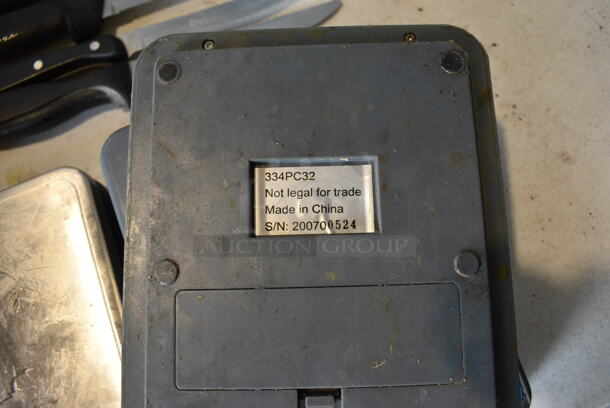 334PC32
Not legal for trade
Made in China
S/N: 200700524
AUCTION GROUP